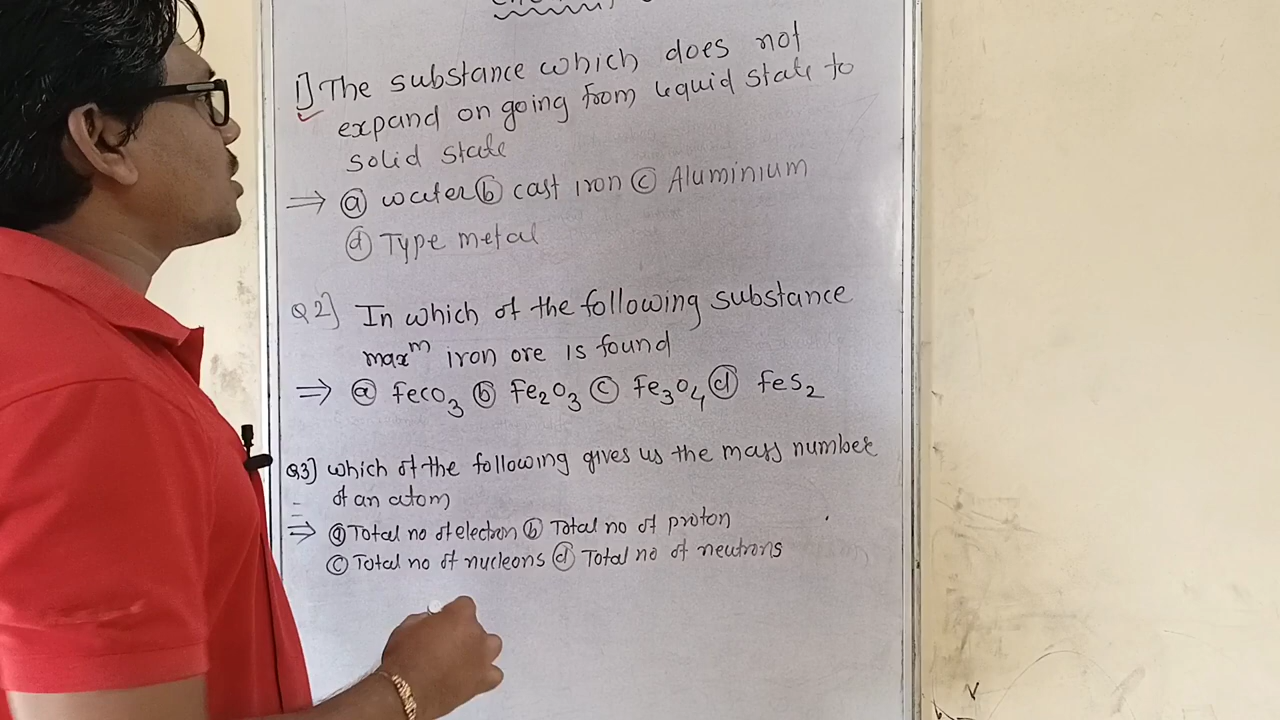 1] The substance which does not
expand on going from liquid state to
solid state
⇒ ⓐ water ⓑ cast iron ⓒ Aluminium
ⓓ Type metal
Q2] In which of the following substance
maxᵐ iron ore is found
⇒ ⓐ FeCO₃ ⓑ Fe₂O₃ ⓒ Fe₃O₄ ⓓ FeS₂
Q3] which of the following gives us the mass number
of an atom
⇒ ⓐ Total no of electron ⓑ Total no of proton
ⓒ Total no of nucleons ⓓ Total no of neutrons